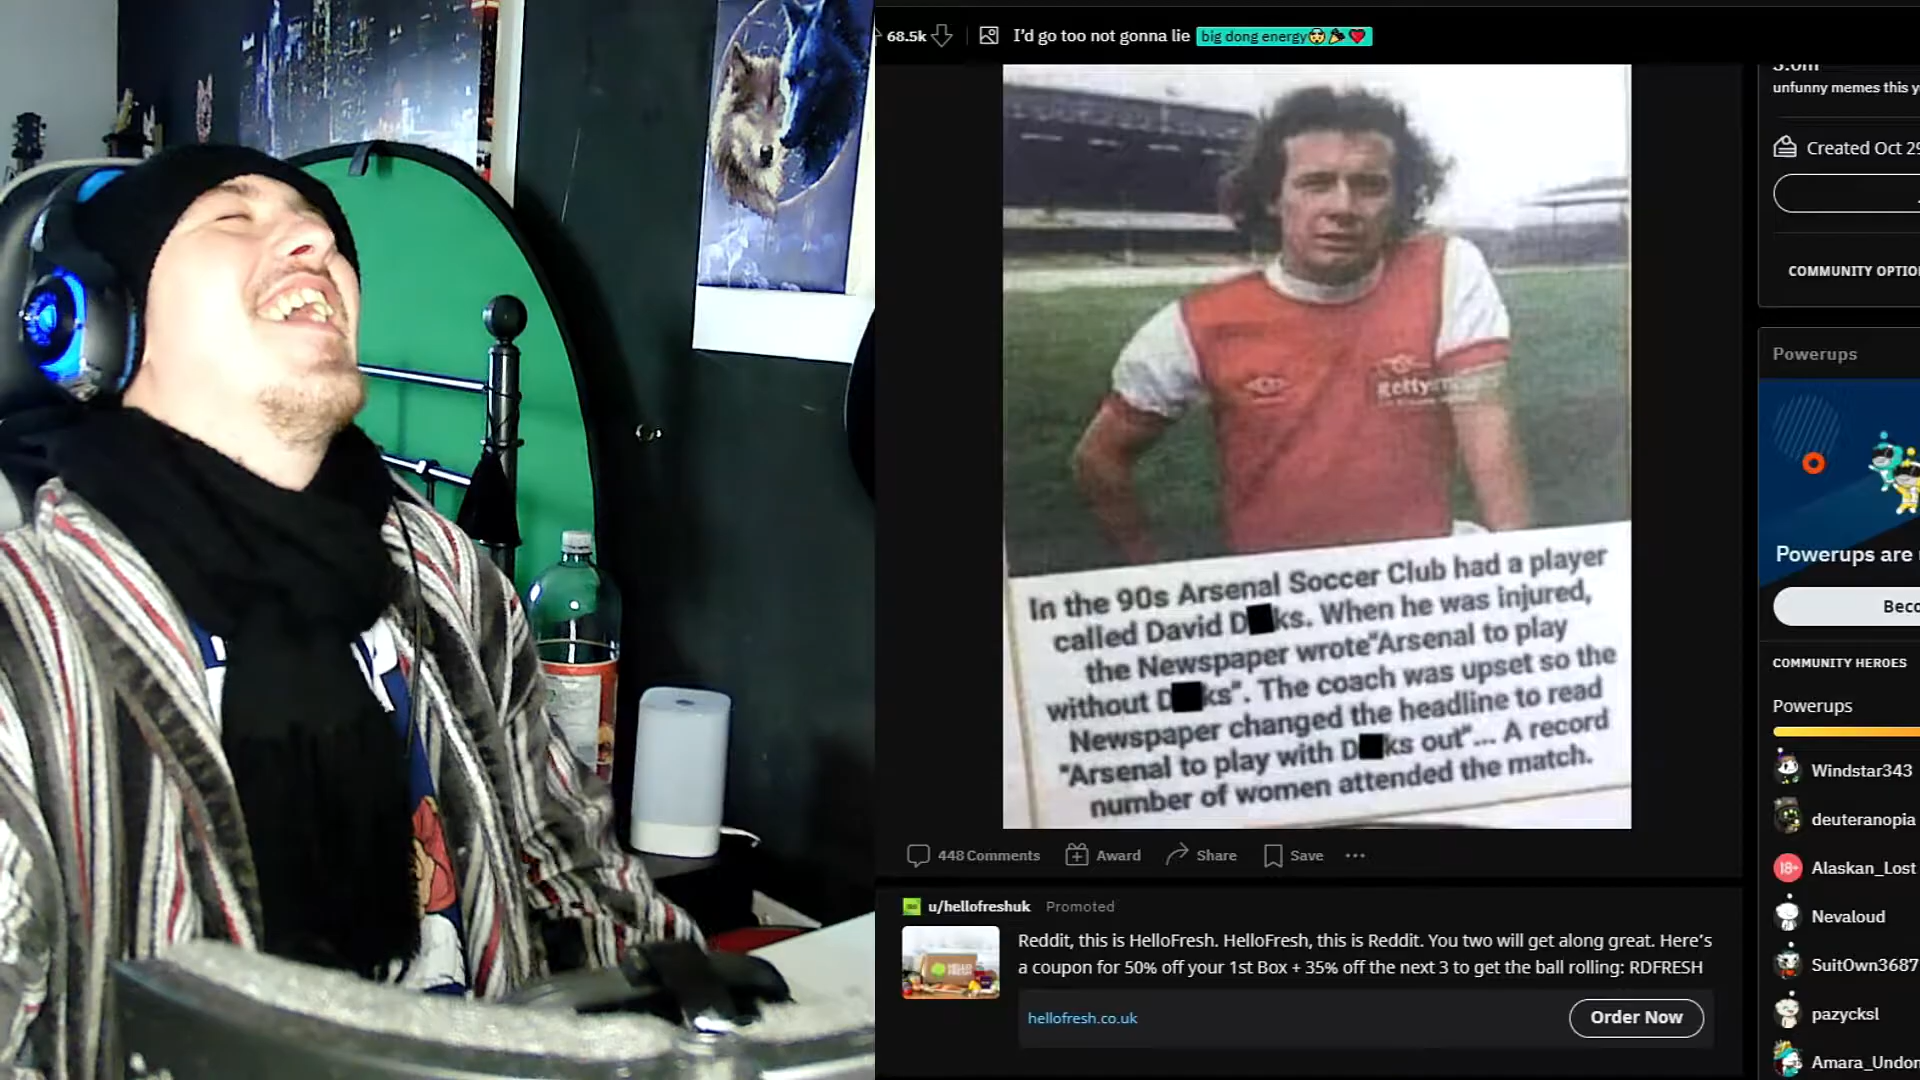 68.5k
I'd go too not gonna lie big dong energy🤯🎉❤️
getty
In the 90s Arsenal Soccer Club had a player
called David D■ks. When he was injured,
the Newspaper wrote"Arsenal to play
without D■ks". The coach was upset so the
Newspaper changed the headline to read
"Arsenal to play with D■ks out"... A record
number of women attended the match.
448 Comments Award Share Save
u/hellofreshuk Promoted
Reddit, this is HelloFresh. HelloFresh, this is Reddit. You two will get along great. Here's
a coupon for 50% off your 1st Box + 35% off the next 3 to get the ball rolling: RDFRESH
hellofresh.co.uk
Order Now
unfunny memes this y
Created Oct 29
COMMUNITY OPTIO
Powerups
Powerups are
Beco
COMMUNITY HEROES
Powerups
Windstar343
deuteranopia
18+
Alaskan_Lost
Nevaloud
SuitOwn3687
pazycksl
Amara_Undon